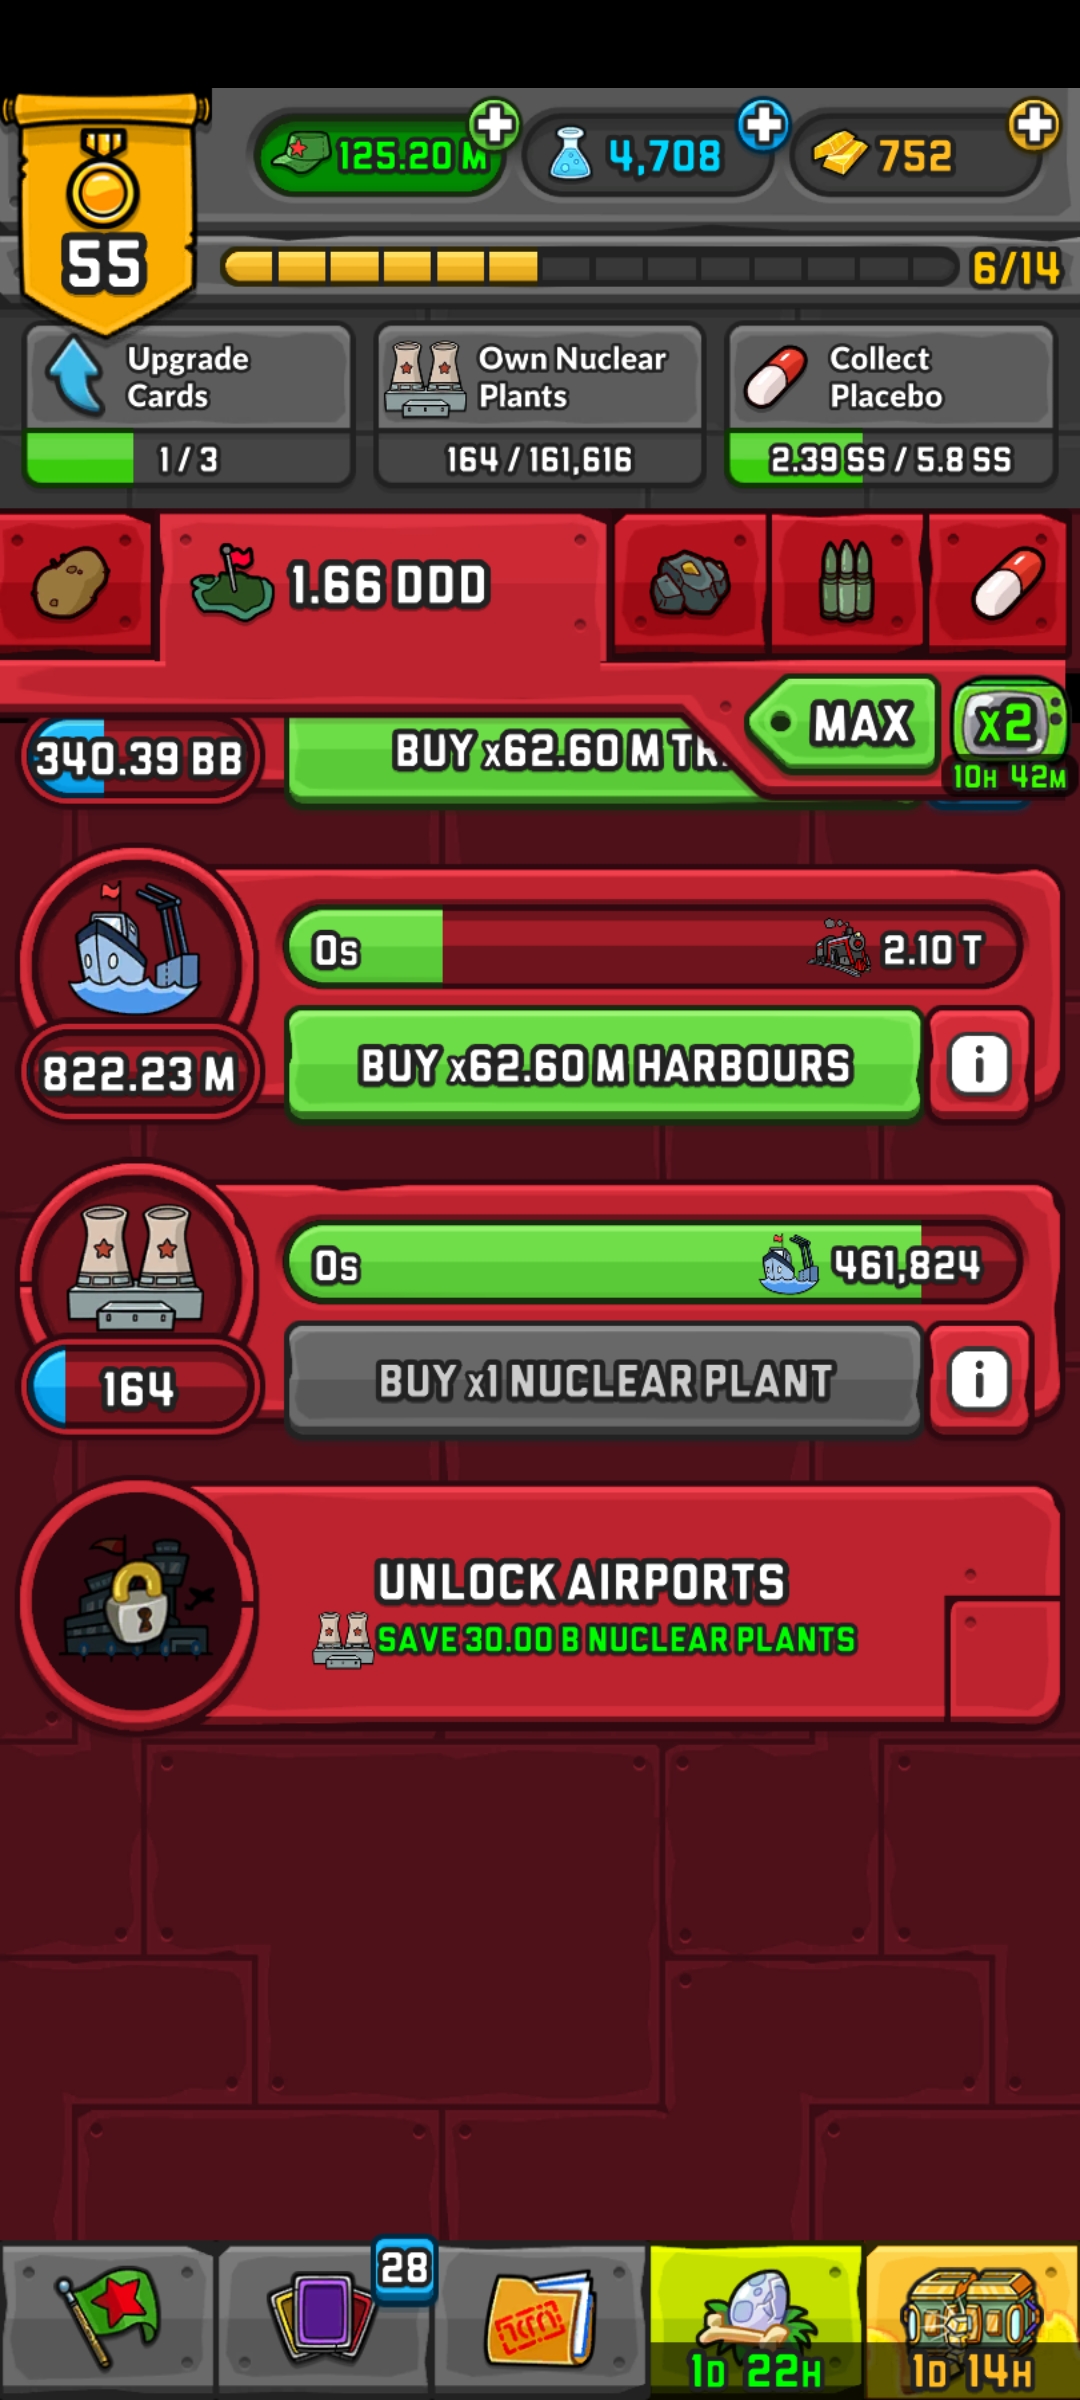 125.20 M
4,708
752
55
6/14
Upgrade
Cards
1 / 3
Own Nuclear
Plants
164 / 161,616
Collect
Placebo
2.39 SS / 5.8 SS
1.66 DDD
MAX
x2
10H 42M
340.39 BB
BUY x62.60 M
0s
2.10 T
822.23 M
BUY x62.60 M HARBOURS
i
0s
461,824
164
BUY x1 NUCLEAR PLANT
i
UNLOCK AIRPORTS
SAVE 30.00 B NUCLEAR PLANTS
28
1D 22H
1D 14H